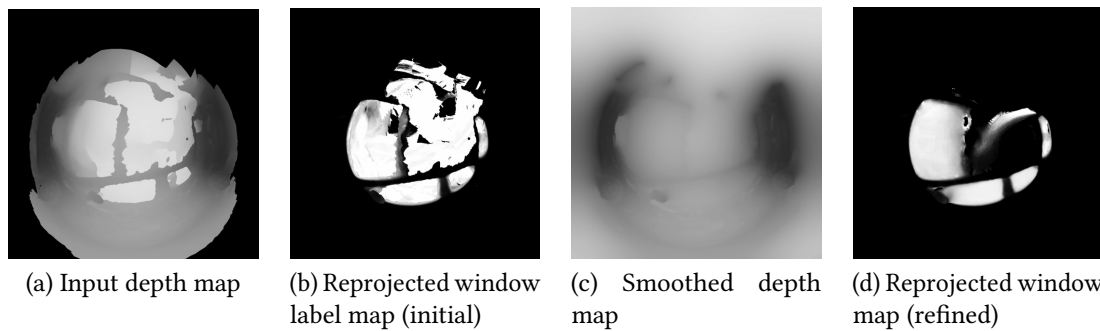 (a) Input depth map
(b) Reprojected window
label map (initial)
(c) Smoothed depth
map
(d) Reprojected window
map (refined)